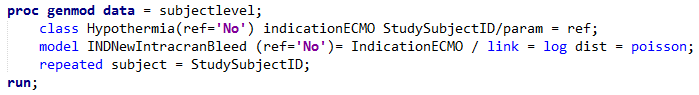 proc genmod data = subjectlevel;
class Hypothermia(ref='No') indicationECMO StudySubjectID/param = ref;
model INDNewIntracranBleed (ref='No')= IndicationECMO / link = log dist = poisson;
repeated subject = StudySubjectID;
run;